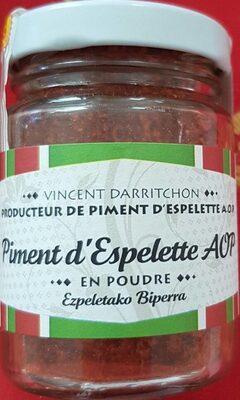 VINCENT DARRITCHON
PRODUCTEUR DE PIMENT D'ESPELETTE A.O.P.
Piment d'Espelette AOP
EN POUDRE
Ezpeletako Biperra